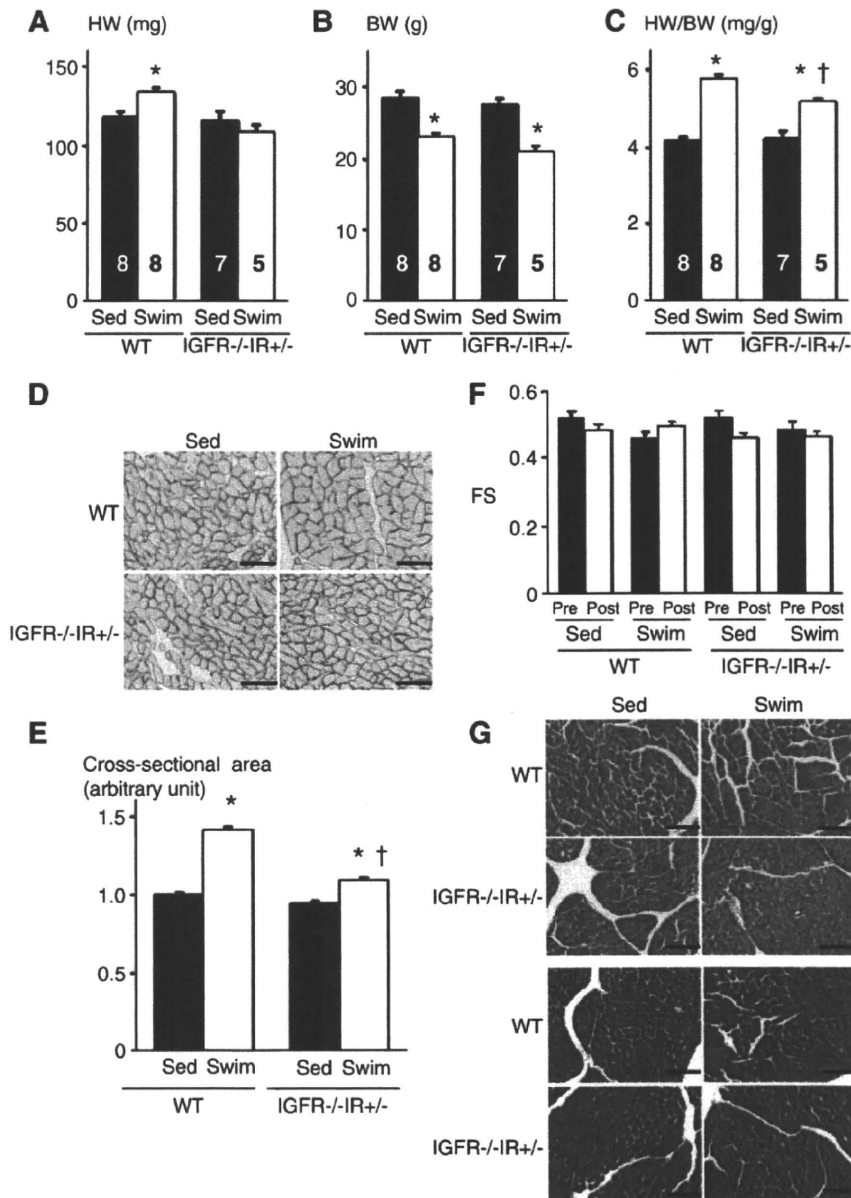 A HW (mg)
150
100
50
0
*
8 8 7 5
Sed Swim Sed Swim
WT IGFR-/-IR+/-
B BW (g)
30
20
10
0
* *
8 8 7 5
Sed Swim Sed Swim
WT IGFR-/-IR+/-
C HW/BW (mg/g)
6
4
2
0
* * †
8 8 7 5
Sed Swim Sed Swim
WT IGFR-/-IR+/-
D
Sed Swim
WT
IGFR-/-IR+/-
E
Cross-sectional area
(arbitrary unit)
1.5
1.0
0.5
0
* * †
Sed Swim Sed Swim
WT IGFR-/-IR+/-
F
0.6
0.4
0.2
0
FS
Pre Post Pre Post Pre Post Pre Post
Sed Swim Sed Swim
WT IGFR-/-IR+/-
G
Sed Swim
WT
IGFR-/-IR+/-
WT
IGFR-/-IR+/-